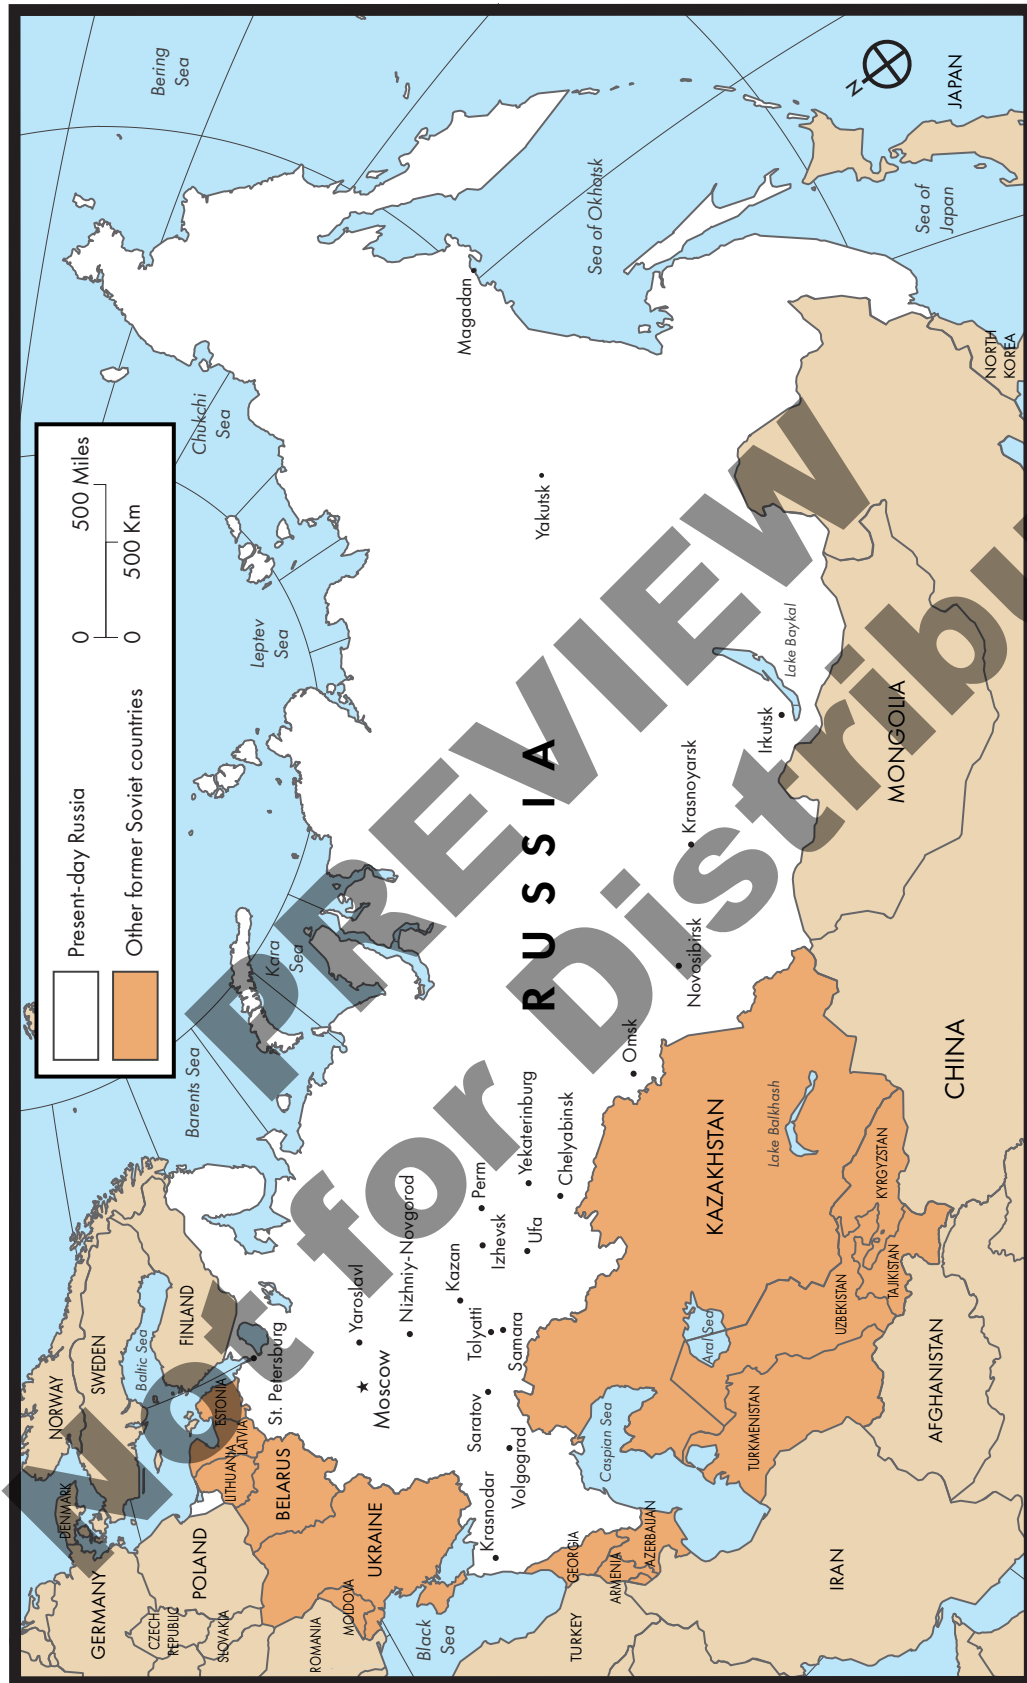 Present-day Russia
Other former Soviet countries
0
500 Miles
0
500 Km
N
Bering
Sea
Chukchi
Sea
Leptev
Sea
Kara
Sea
Barents Sea
Sea of Okhotsk
Sea of
Japan
JAPAN
NORTH
KOREA
Magadan
Yakutsk
Lake Baykal
Irkutsk
Krasnoyarsk
Novosibirsk
Omsk
RUSSIA
MONGOLIA
CHINA
KAZAKHSTAN
Lake Balkhash
KYRGYZSTAN
TAJIKISTAN
UZBEKISTAN
TURKMENISTAN
AFGHANISTAN
IRAN
Aral Sea
Caspian Sea
Yekaterinburg
Chelyabinsk
Perm
Izhevsk
Ufa
Kazan
Nizhniy-Novgorod
Yaroslavl
Moscow
Tolyatti
Samara
Saratov
Volgograd
Krasnodar
St. Petersburg
NORWAY
SWEDEN
FINLAND
Baltic Sea
DENMARK
ESTONIA
LATVIA
LITHUANIA
BELARUS
POLAND
GERMANY
CZECH
REPUBLIC
SLOVAKIA
UKRAINE
MOLDOVA
ROMANIA
Black
Sea
TURKEY
GEORGIA
ARMENIA
AZERBAIJAN
PREVIEW
Not for Distribu